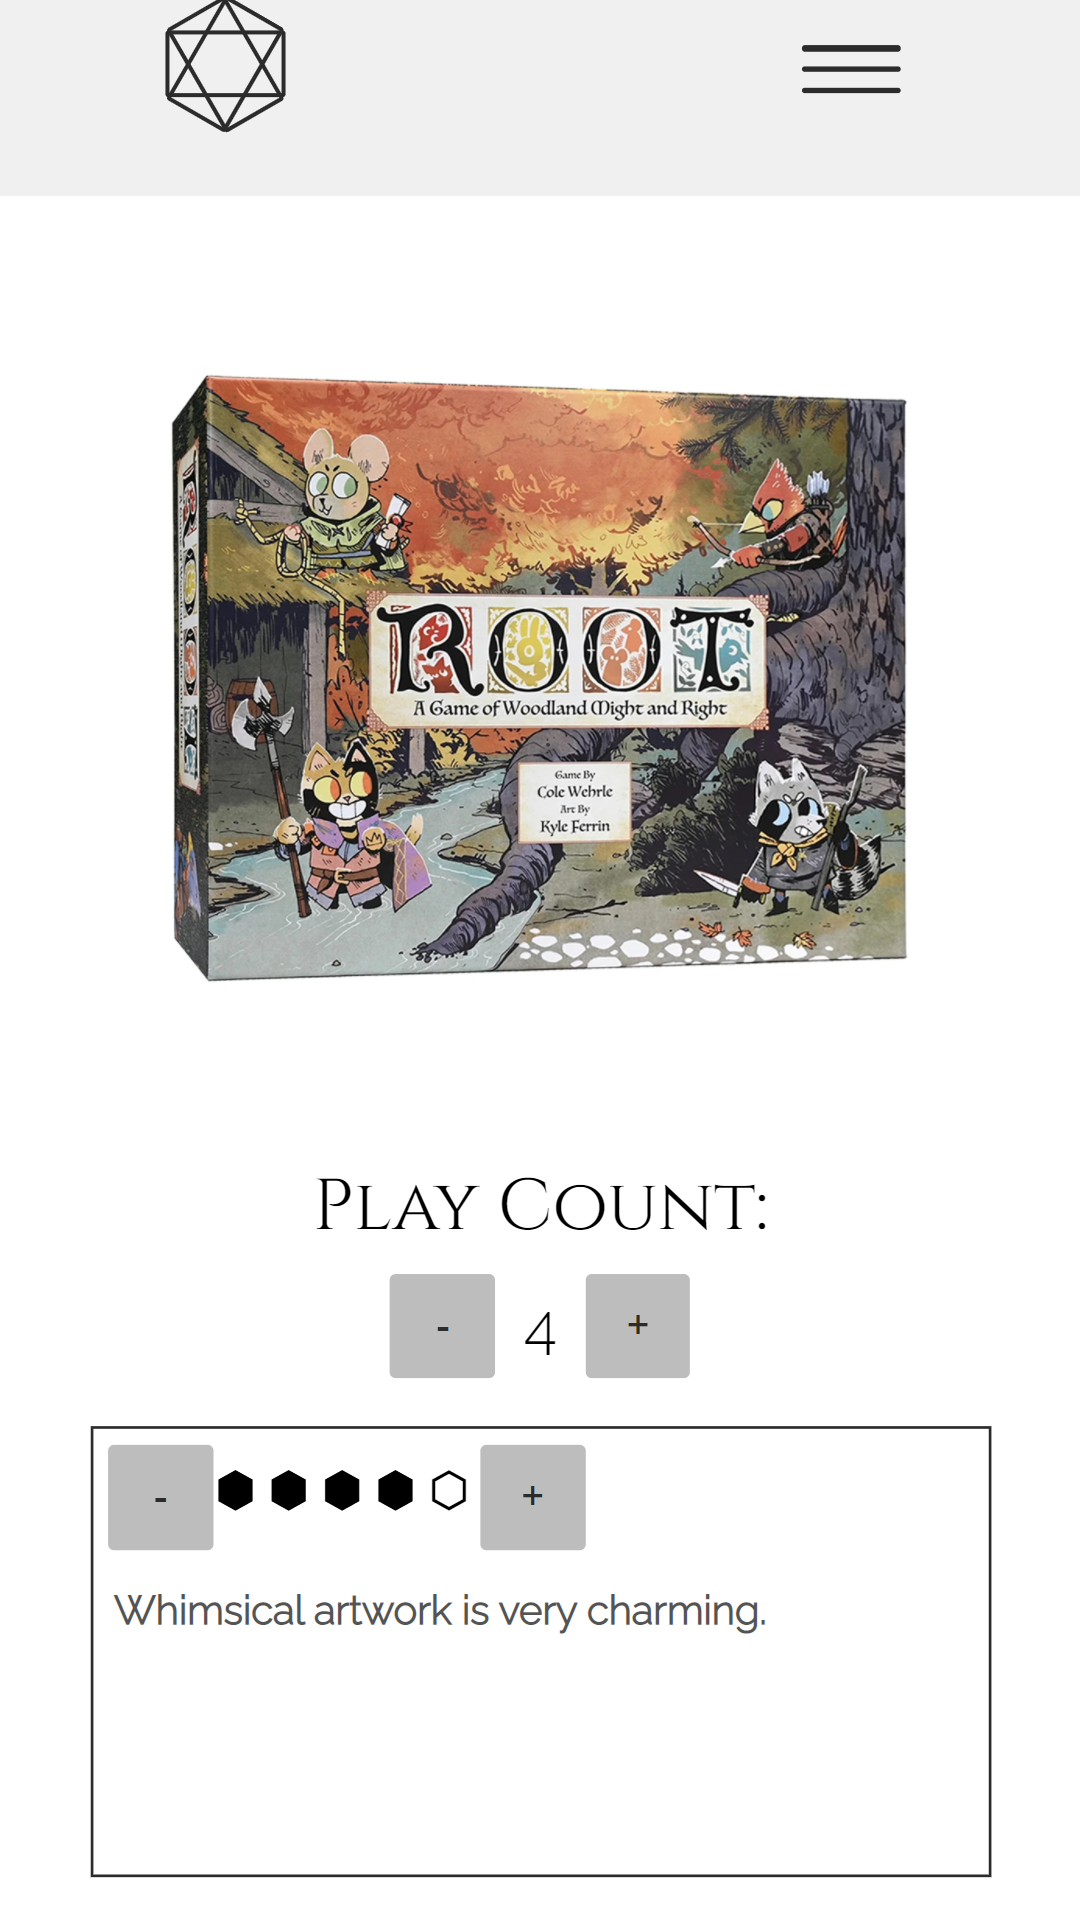 ROOT
A Game of Woodland Might and Right
Game By
Cole Wehrle
Art By
Kyle Ferrin
Play Count:
- 4 +
- +
Whimsical artwork is very charming.